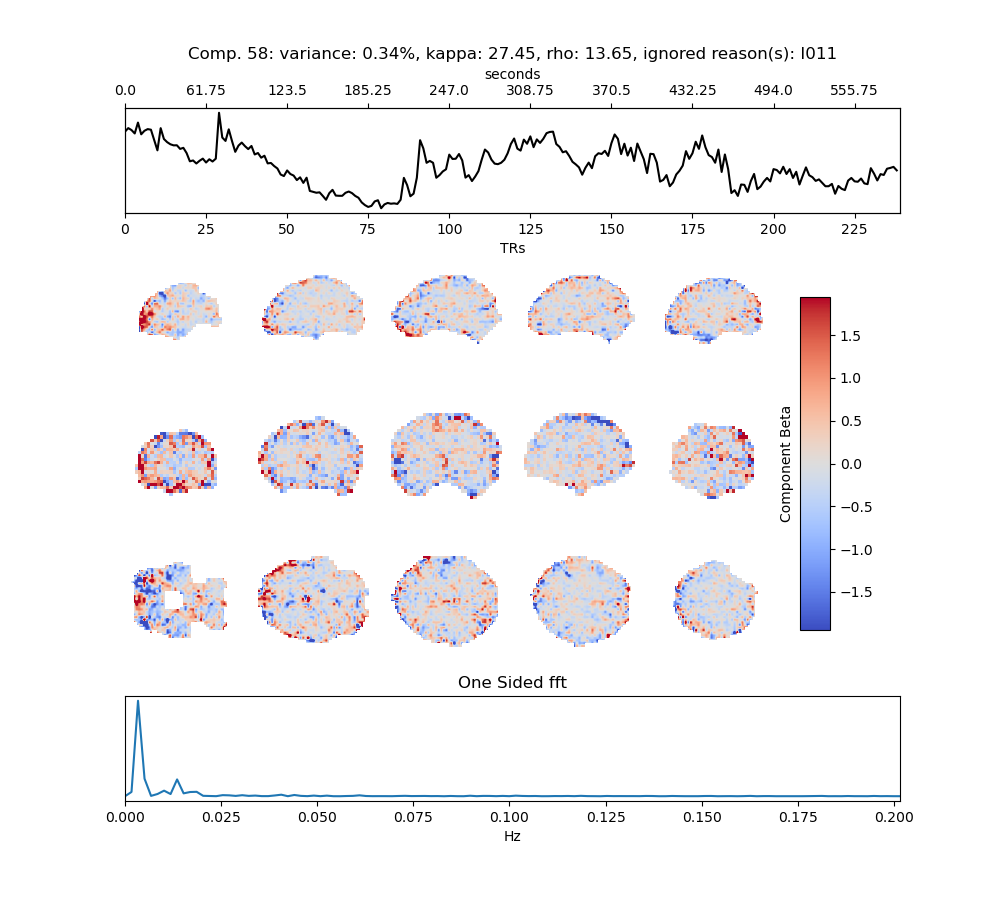 Comp. 58: variance: 0.34%, kappa: 27.45, rho: 13.65, ignored reason(s): I011
seconds
0.0 61.75 123.5 185.25 247.0 308.75 370.5 432.25 494.0 555.75
0 25 50 75 100 125 150 175 200 225
TRs
Component Beta
1.5
1.0
0.5
0.0
−0.5
−1.0
−1.5
One Sided fft
0.000 0.025 0.050 0.075 0.100 0.125 0.150 0.175 0.200
Hz